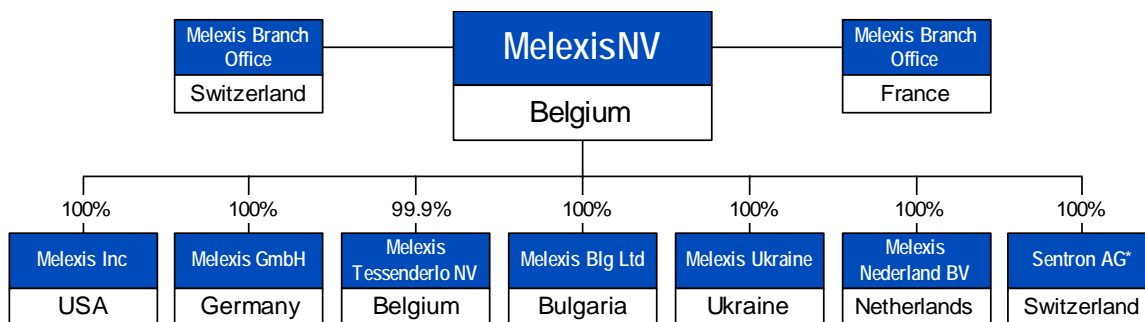 Melexis Branch
Office
Switzerland
MelexisNV
Belgium
Melexis Branch
Office
France
100%
100%
99.9%
100%
100%
100%
100%
Melexis Inc
USA
Melexis GmbH
Germany
Melexis
Tessenderlo NV
Belgium
Melexis Blg Ltd
Bulgaria
Melexis Ukraine
Ukraine
Melexis
Nederland BV
Netherlands
Sentron AG*
Switzerland